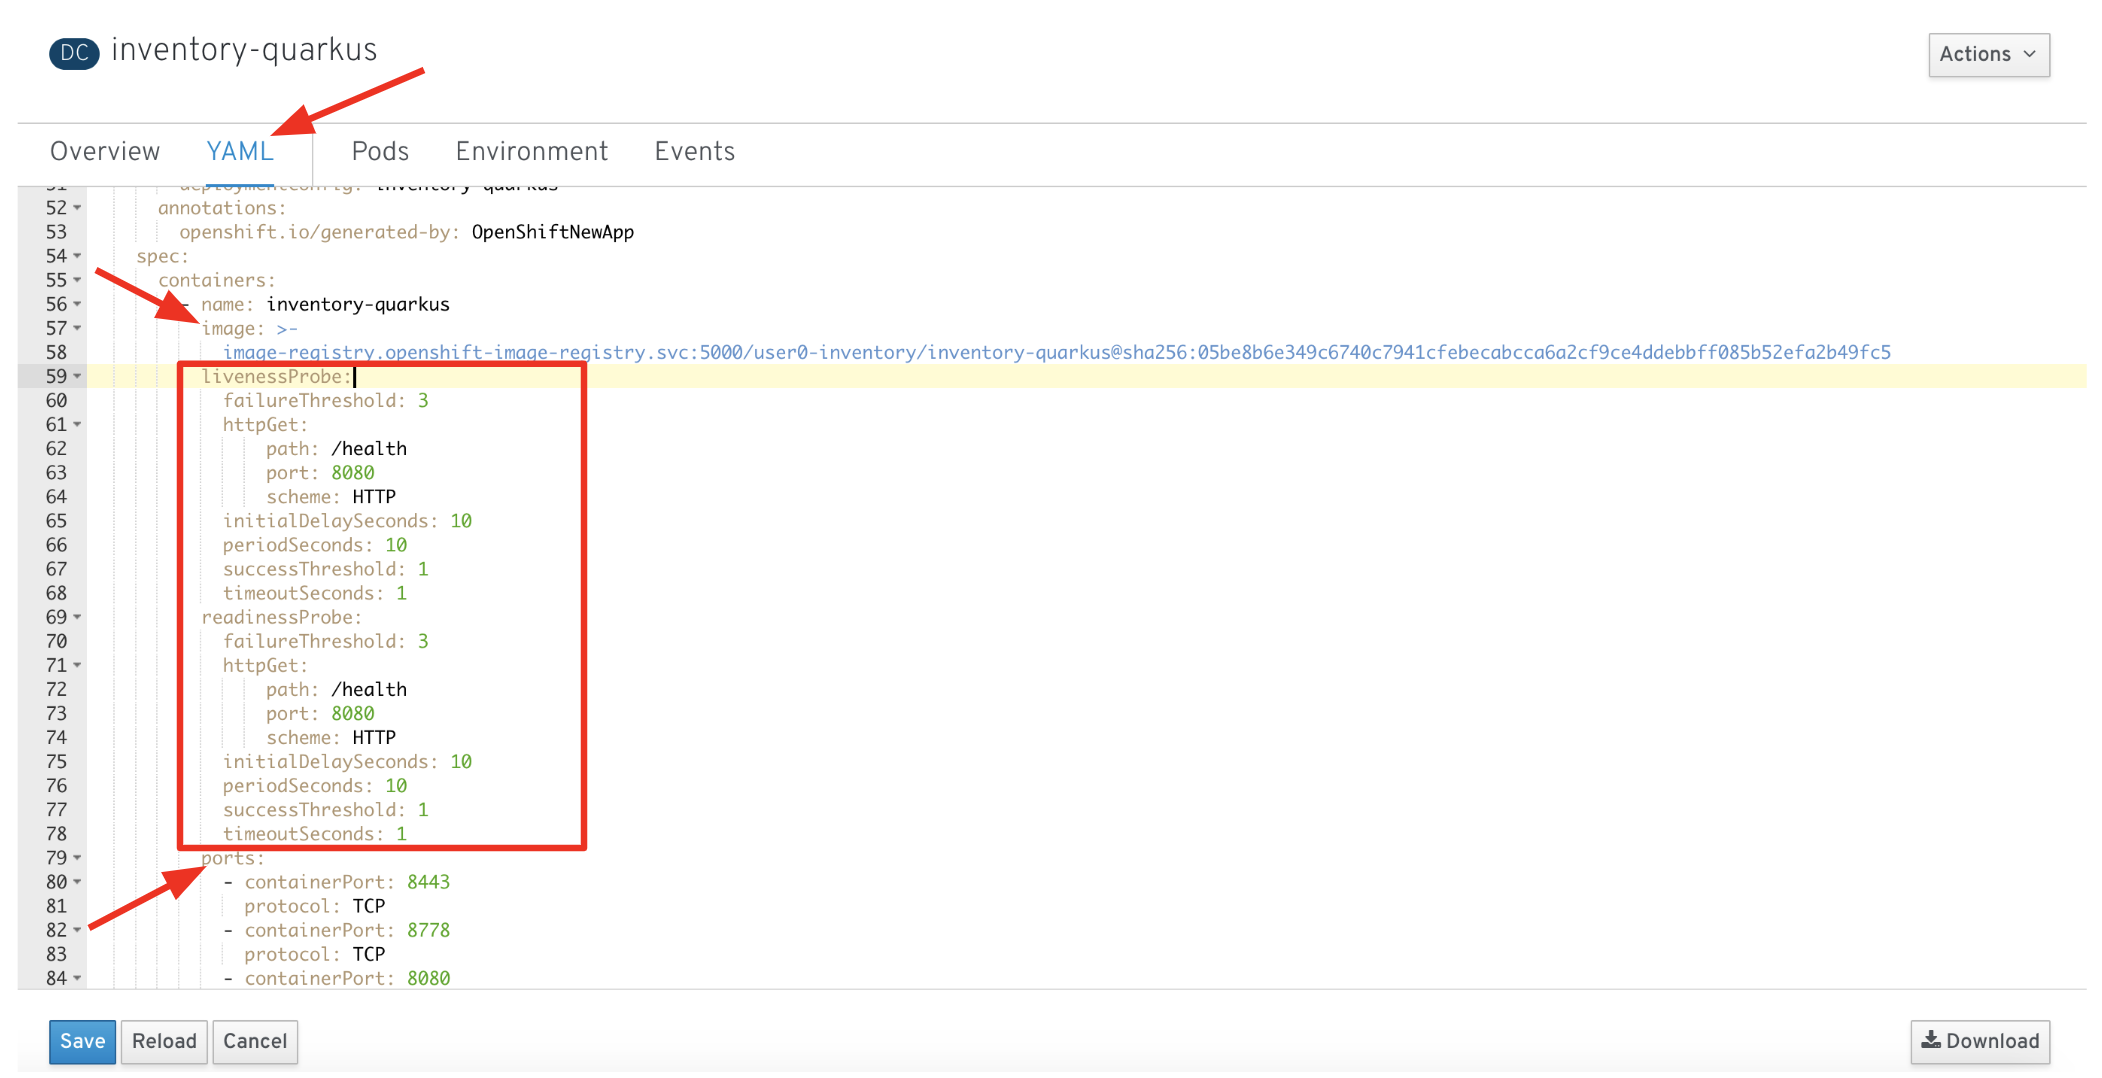 DC inventory-quarkus
Actions
Overview YAML Pods Environment Events
51 deploymentconfig: inventory-quarkus
52 annotations:
53 openshift.io/generated-by: OpenShiftNewApp
54 spec:
55 containers:
56 - name: inventory-quarkus
57 image: >-
58 image-registry.openshift-image-registry.svc:5000/user0-inventory/inventory-quarkus@sha256:05be8b6e349c6740c7941cfebecabcca6a2cf9ce4ddebbff085b52efa2b49fc5
59 livenessProbe:
60 failureThreshold: 3
61 httpGet:
62 path: /health
63 port: 8080
64 scheme: HTTP
65 initialDelaySeconds: 10
66 periodSeconds: 10
67 successThreshold: 1
68 timeoutSeconds: 1
69 readinessProbe:
70 failureThreshold: 3
71 httpGet:
72 path: /health
73 port: 8080
74 scheme: HTTP
75 initialDelaySeconds: 10
76 periodSeconds: 10
77 successThreshold: 1
78 timeoutSeconds: 1
79 ports:
80 - containerPort: 8443
81 protocol: TCP
82 - containerPort: 8778
83 protocol: TCP
84 - containerPort: 8080
Save Reload Cancel Download